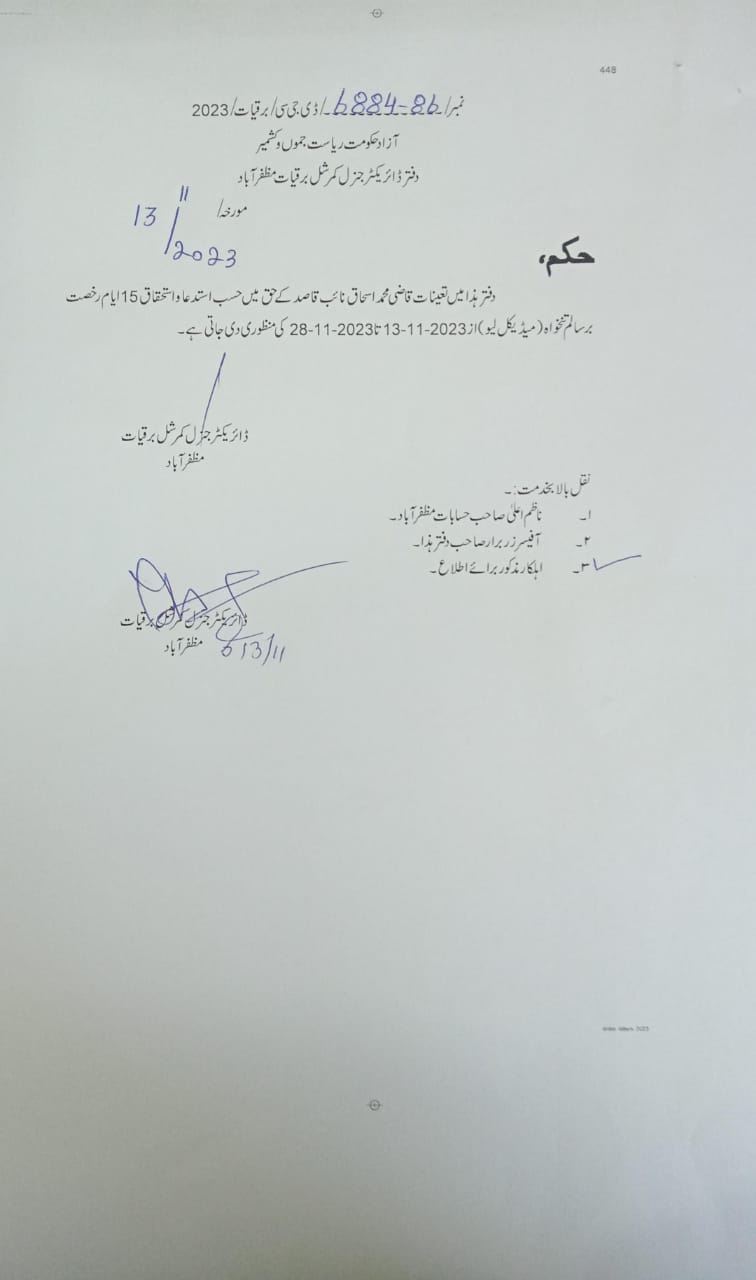 448
نمبر/6884-86/ڈی جی سی/برقیات/2023
آزاد حکومت ریاست جموں و کشمیر
دفتر ڈائریکٹر جنرل کمرشل برقیات مظفرآباد
مورخہ/ 13/11/2023
حکم،
دفتر ہذا میں تعینات قاضی محمد اسحاق نائب قاصد کے حق میں حسب استدعا و استحقاق 15 ایام رخصت
برسالم تنخواہ (میڈیکل لیو) از 2023-11-13 تا 2023-11-28 کی منظوری دی جاتی ہے۔
ڈائریکٹر جنرل کمرشل برقیات
مظفرآباد
نقل بالا بخدمت:۔
۱۔ ناظم اعلیٰ صاحب حسابات مظفرآباد۔
۲۔ آفیسر زربرار صاحب دفتر ہذا۔
۳۔ اہلکار مذکور برائے اطلاع۔
ڈائریکٹر جنرل کمرشل برقیات
مظفرآباد
13/11